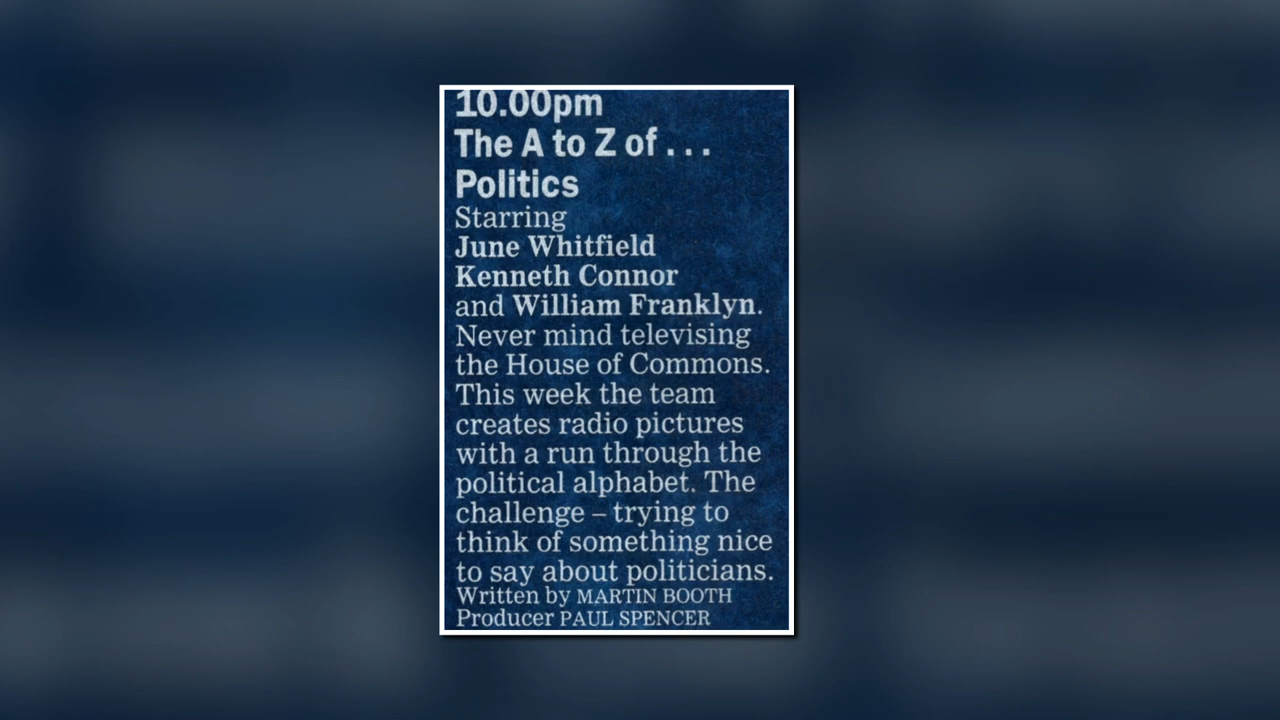 10.00pm
The A to Z of . . .
Politics
Starring
June Whitfield
Kenneth Connor
and William Franklyn.
Never mind televising
the House of Commons.
This week the team
creates radio pictures
with a run through the
political alphabet. The
challenge – trying to
think of something nice
to say about politicians.
Written by MARTIN BOOTH
Producer PAUL SPENCER